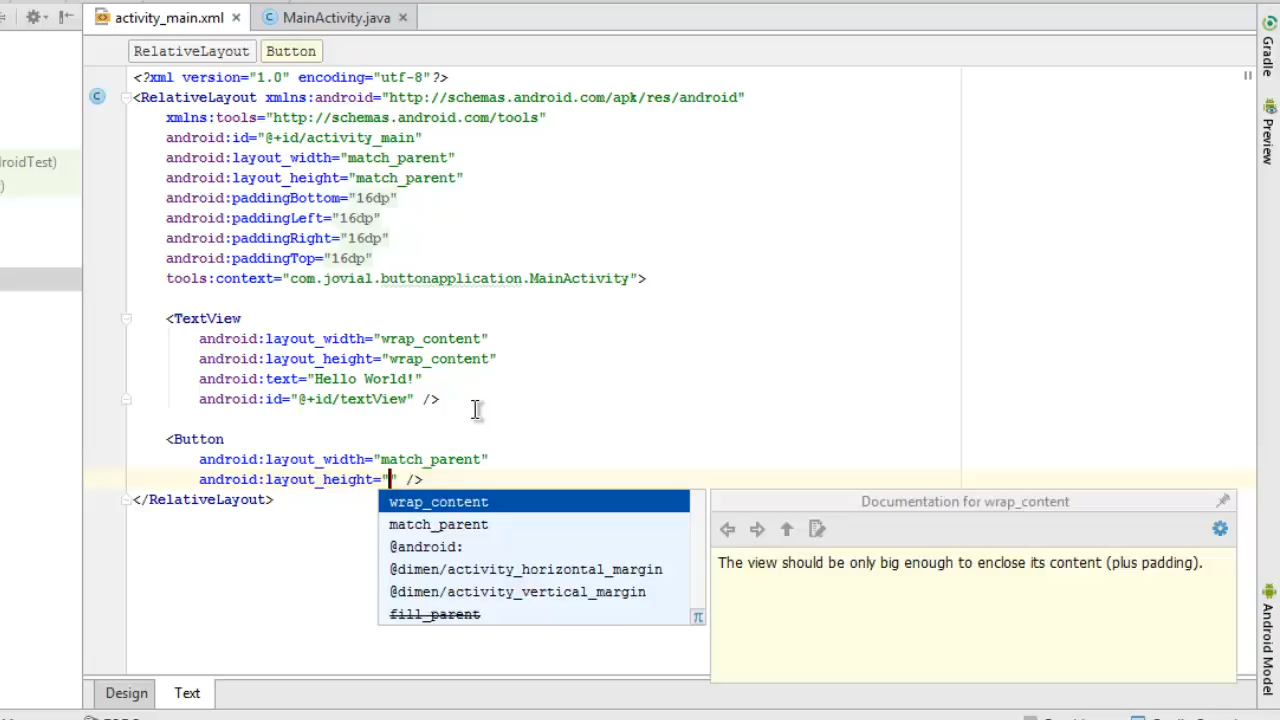 activity_main.xml
MainActivity.java
RelativeLayout
Button
<?xml version="1.0" encoding="utf-8"?>
<RelativeLayout xmlns:android="http://schemas.android.com/apk/res/android"
xmlns:tools="http://schemas.android.com/tools"
android:id="@+id/activity_main"
android:layout_width="match_parent"
android:layout_height="match_parent"
android:paddingBottom="16dp"
android:paddingLeft="16dp"
android:paddingRight="16dp"
android:paddingTop="16dp"
tools:context="com.jovial.buttonapplication.MainActivity">
<TextView
android:layout_width="wrap_content"
android:layout_height="wrap_content"
android:text="Hello World!"
android:id="@+id/textView" />
<Button
android:layout_width="match_parent"
android:layout_height="" />
</RelativeLayout>
wrap_content
match_parent
@android:
@dimen/activity_horizontal_margin
@dimen/activity_vertical_margin
fill_parent
π
Documentation for wrap_content
The view should be only big enough to enclose its content (plus padding).
roidTest)
)
Gradle
Preview
Android Model
Design
Text